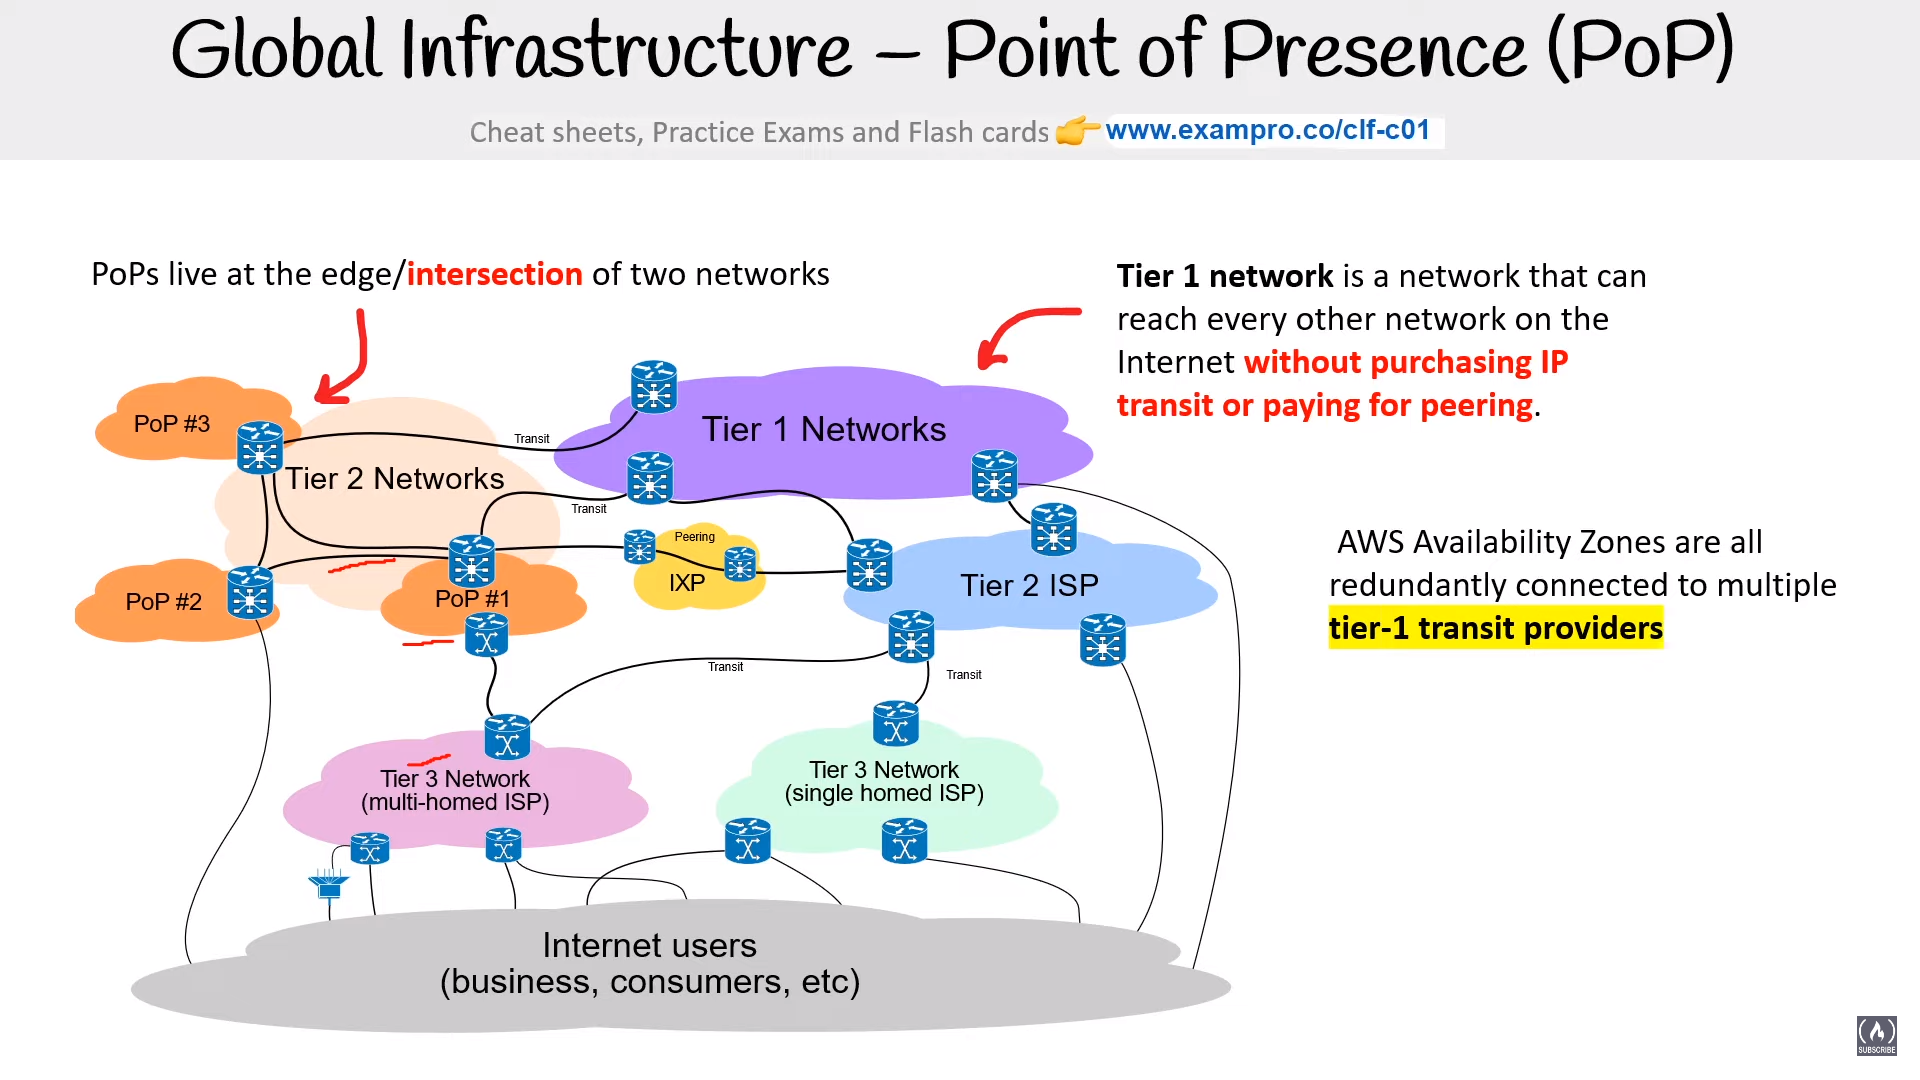 Global Infrastructure – Point of Presence (PoP)
Cheat sheets, Practice Exams and Flash cards 👉 www.exampro.co/clf-c01
PoPs live at the edge/intersection of two networks
Tier 1 network is a network that can
reach every other network on the
Internet without purchasing IP
transit or paying for peering.
PoP #3
Transit
Tier 1 Networks
Tier 2 Networks
Transit
Peering
IXP
Tier 2 ISP
PoP #2
PoP #1
AWS Availability Zones are all
redundantly connected to multiple
tier-1 transit providers
Transit
Transit
Tier 3 Network
(multi-homed ISP)
Tier 3 Network
(single homed ISP)
Internet users
(business, consumers, etc)
SUBSCRIBE